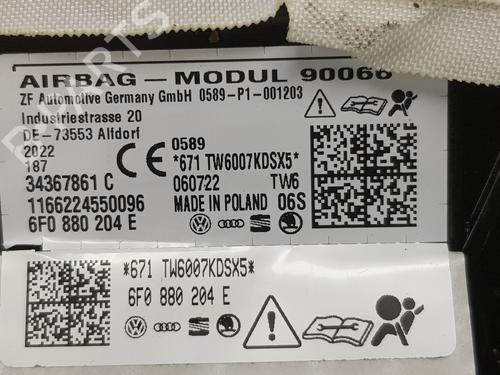 AIRBAG – MODUL 90066
ZF Automotive Germany GmbH 0589-P1-001203
Industriestrasse 20
DE-73553 Alfdorf
2022
187
CE 0589
*671 TW6007KDSX5*
34367861 C
060722 TW6
1166224550096
MADE IN POLAND 06S
6F0 880 204 E
*671 TW6007KDSX5*
6F0 880 204 E